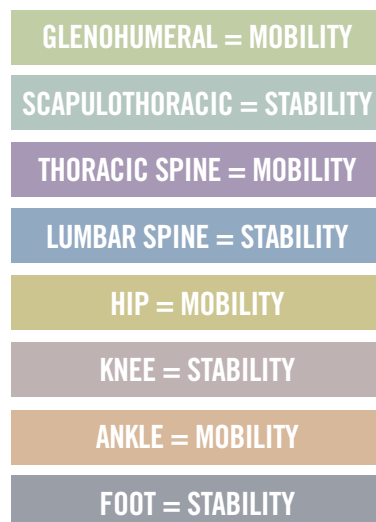 GLENOHUMERAL = MOBILITY
SCAPULOTHORACIC = STABILITY
THORACIC SPINE = MOBILITY
LUMBAR SPINE = STABILITY
HIP = MOBILITY
KNEE = STABILITY
ANKLE = MOBILITY
FOOT = STABILITY